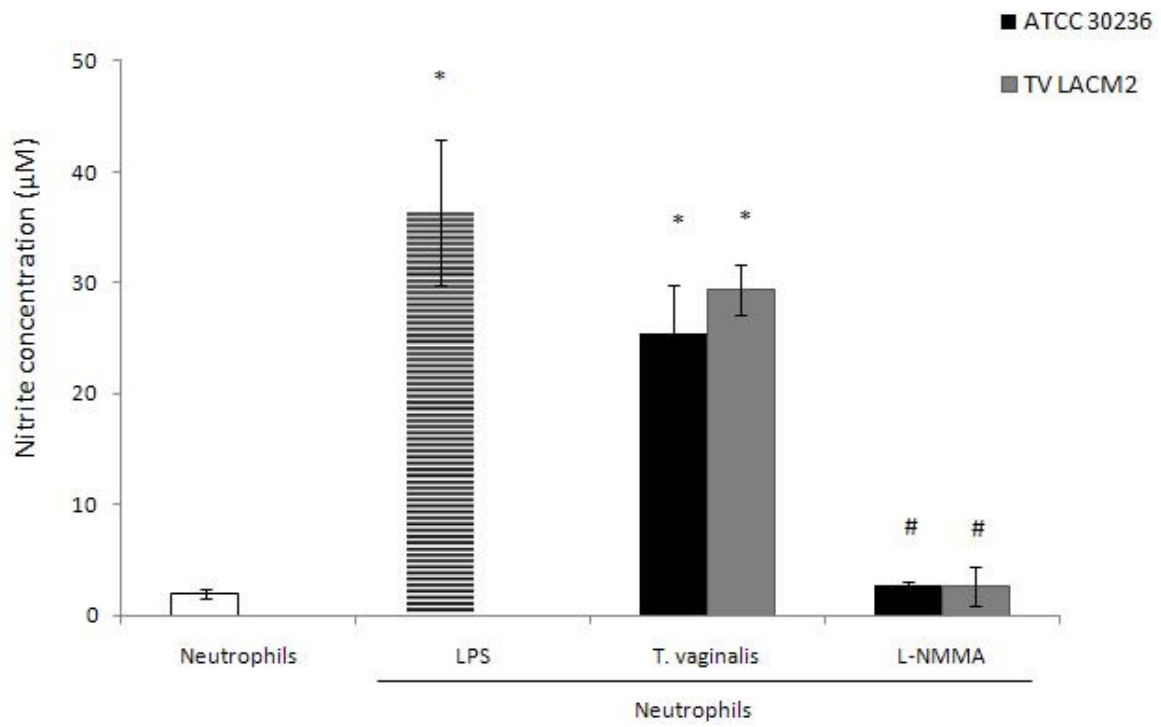 ATCC 30236
TV LACM2
Nitrite concentration (µM)
50
40
30
20
10
0
*
* *
# #
Neutrophils LPS T. vaginalis L-NMMA
Neutrophils